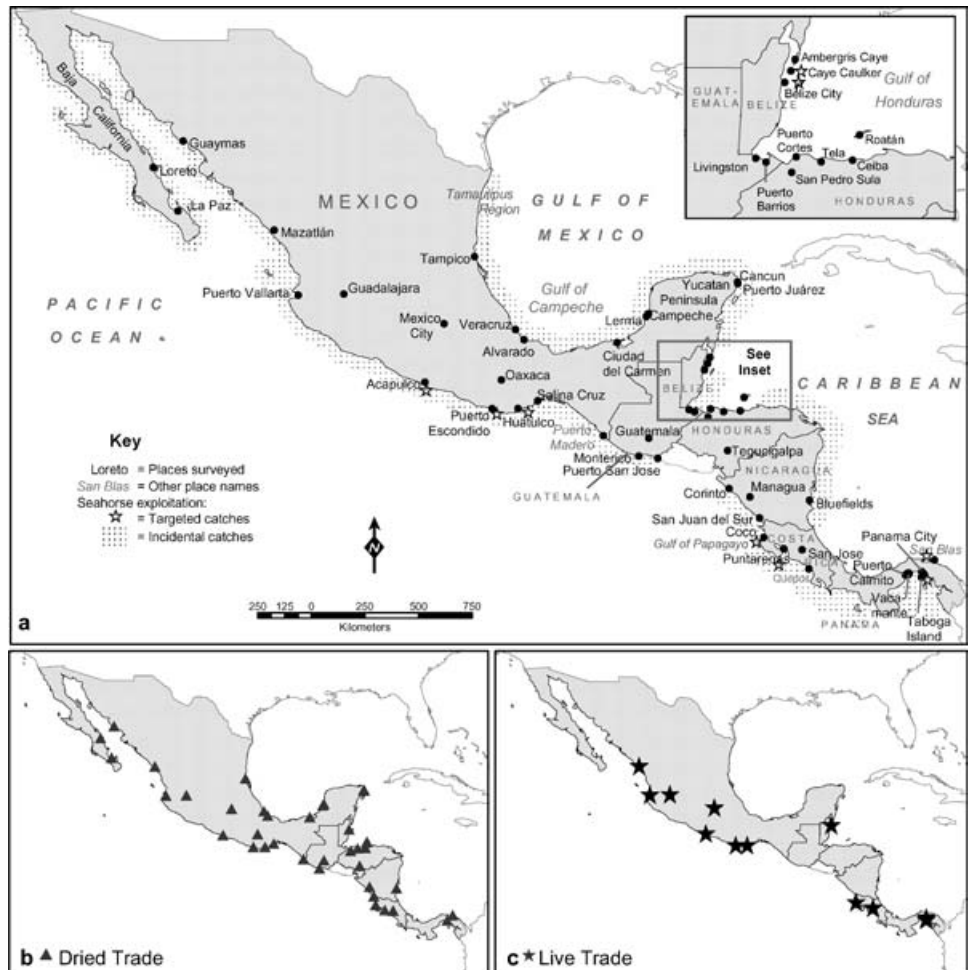 Ambergris Caye
Caye Caulker
Gulf of
Honduras
GUAT-
EMALA
BELIZE
Belize City
Puerto
Cortes
Tela
Roatán
Livingston
Ceiba
San Pedro Sula
Puerto
Barrios
HONDURAS
Baja
California
Guaymas
Loreto
La Paz
MEXICO
Tamaulipas
Region
GULF OF
MEXICO
Mazatlán
Tampico
PACIFIC
OCEAN
Puerto Vallarta
Guadalajara
Gulf of
Campeche
Yucatan
Peninsula
Cancun
Puerto Juárez
Mexico
City
Veracruz
Lerma
Campeche
Alvarado
Ciudad
del Carmen
See
Inset
BELIZE
CARIBBEAN
SEA
Acapulco
Oaxaca
Salina Cruz
Puerto
Escondido
Huatulco
Puerto
Madero
Guatemala
HONDURAS
Monterico
Puerto San Jose
Tegucigalpa
GUATEMALA
NICARAGUA
Corinto
Managua
Bluefields
San Juan del Sur
Coco
COSTA
Panama City
Gulf of Papagayo
San Jose
San Blas
Puntarenas
RICA
Puerto
Calmito
Quepos
Vaca
mante
PANAMA
Taboga
Island
Key
Loreto = Places surveyed
San Blas = Other place names
Seahorse exploitation:
= Targeted catches
= Incidental catches
N
250 125 0 250 500 750
Kilometers
a
b Dried Trade
c Live Trade